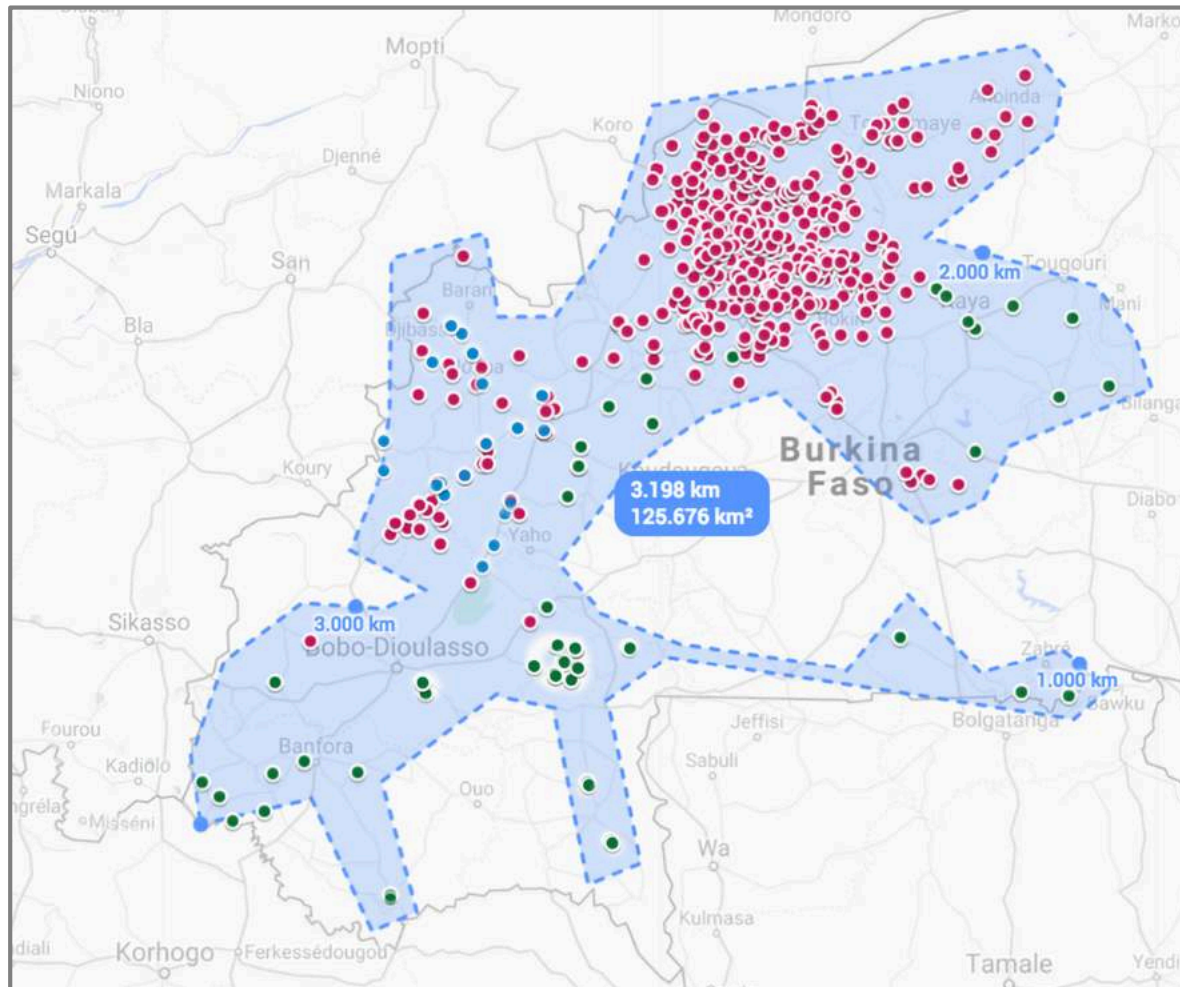 Mondoro
Mopti
Niono
Koro
Djenné
Markala
Segú
San
2.000 km
Tougouri
Baran
Mani
Bla
Bilanga
Burkina
Faso
Koury
3.198 km
125.676 km²
Diabo
Yaho
Sikasso
3.000 km
Bobo-Dioulasso
Zabré
1.000 km
Bawku
Jeffisi
Bolgatanga
Fourou
Banfora
Kadiolo
Sabuli
Ouo
Misséni
Wa
Kulmasa
Korhogo
Ferkessédougou
Tamale
Yendi